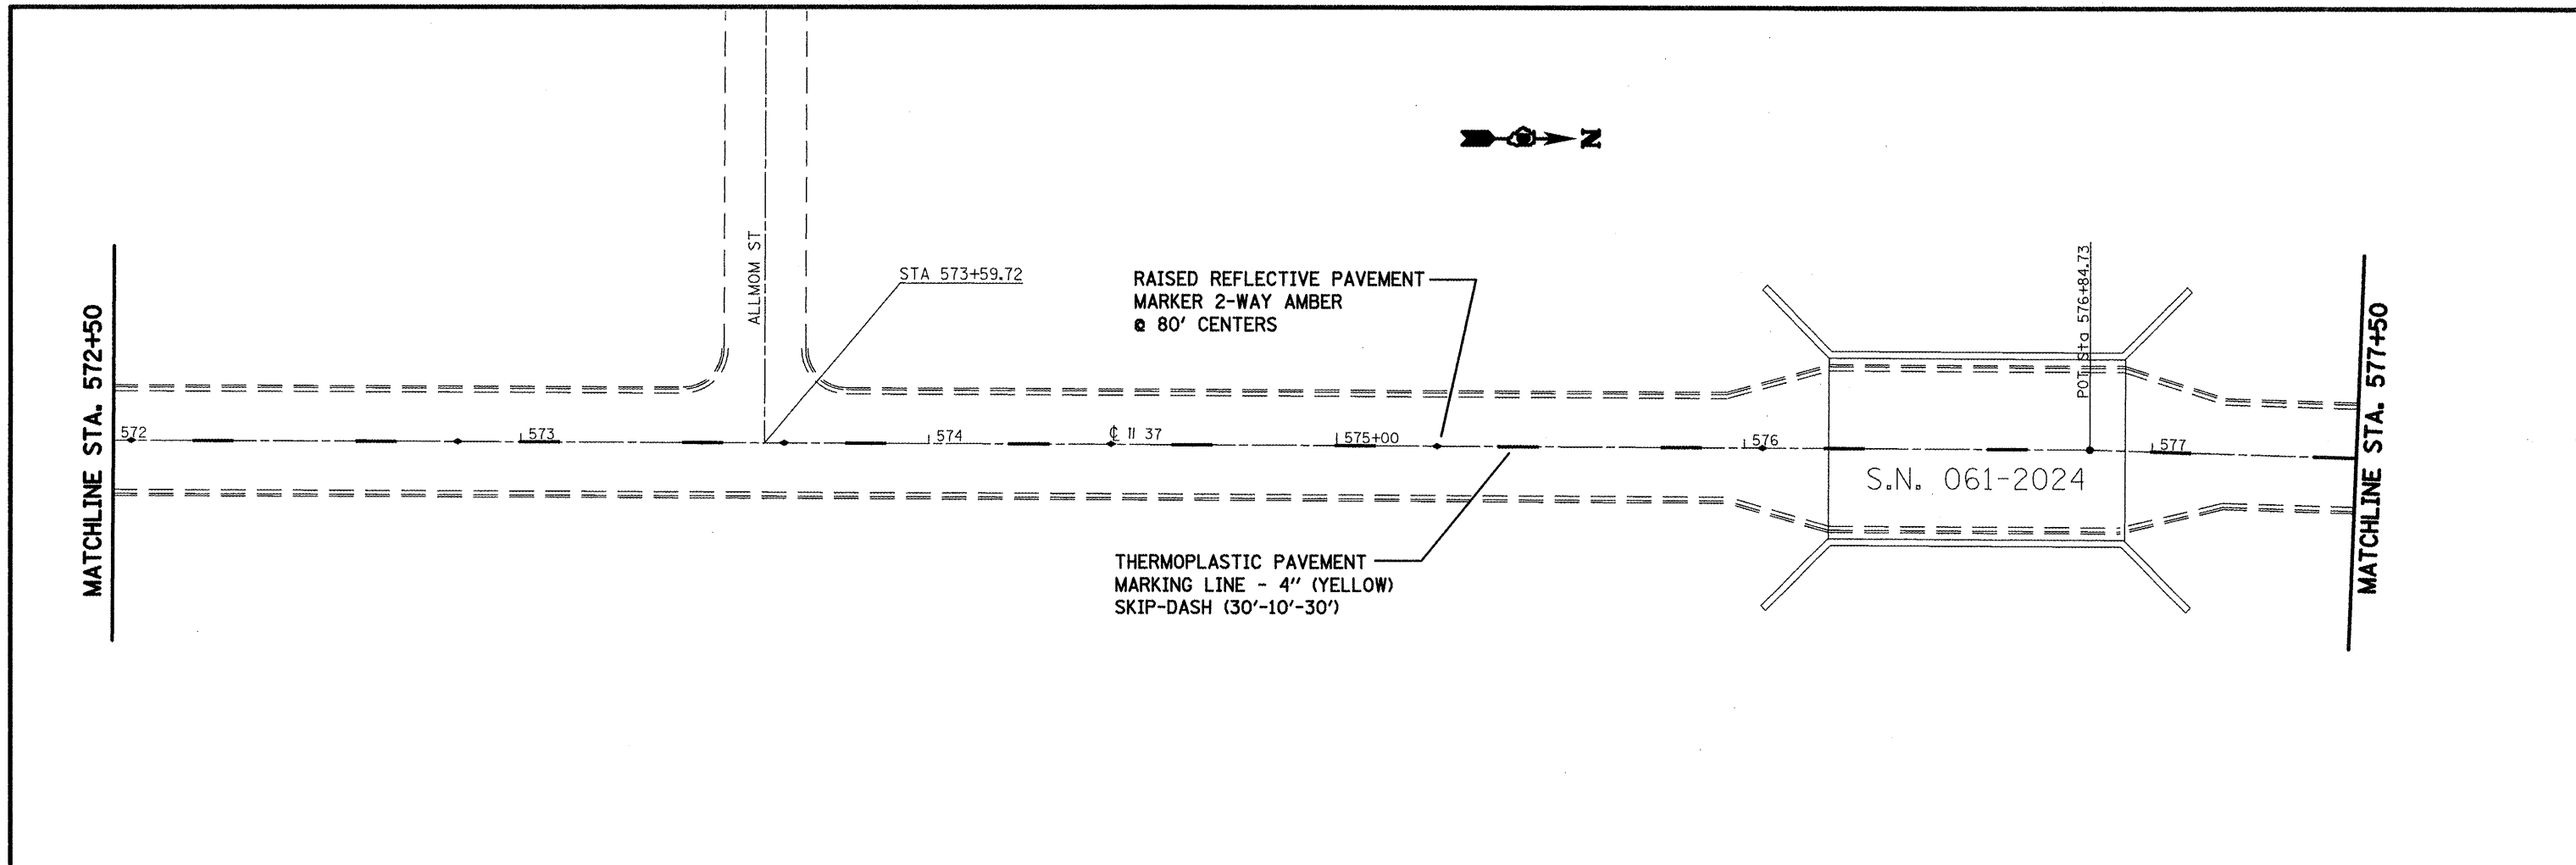 N
ALLMOM ST
STA 573+59.72
RAISED REFLECTIVE PAVEMENT
MARKER 2-WAY AMBER
@ 80' CENTERS
POT Sta 576+84.73
MATCHLINE STA. 572+50
MATCHLINE STA. 577+50
572
573
574
℄ Il 37
575+00
576
577
S.N. 061-2024
THERMOPLASTIC PAVEMENT
MARKING LINE - 4" (YELLOW)
SKIP-DASH (30'-10'-30')